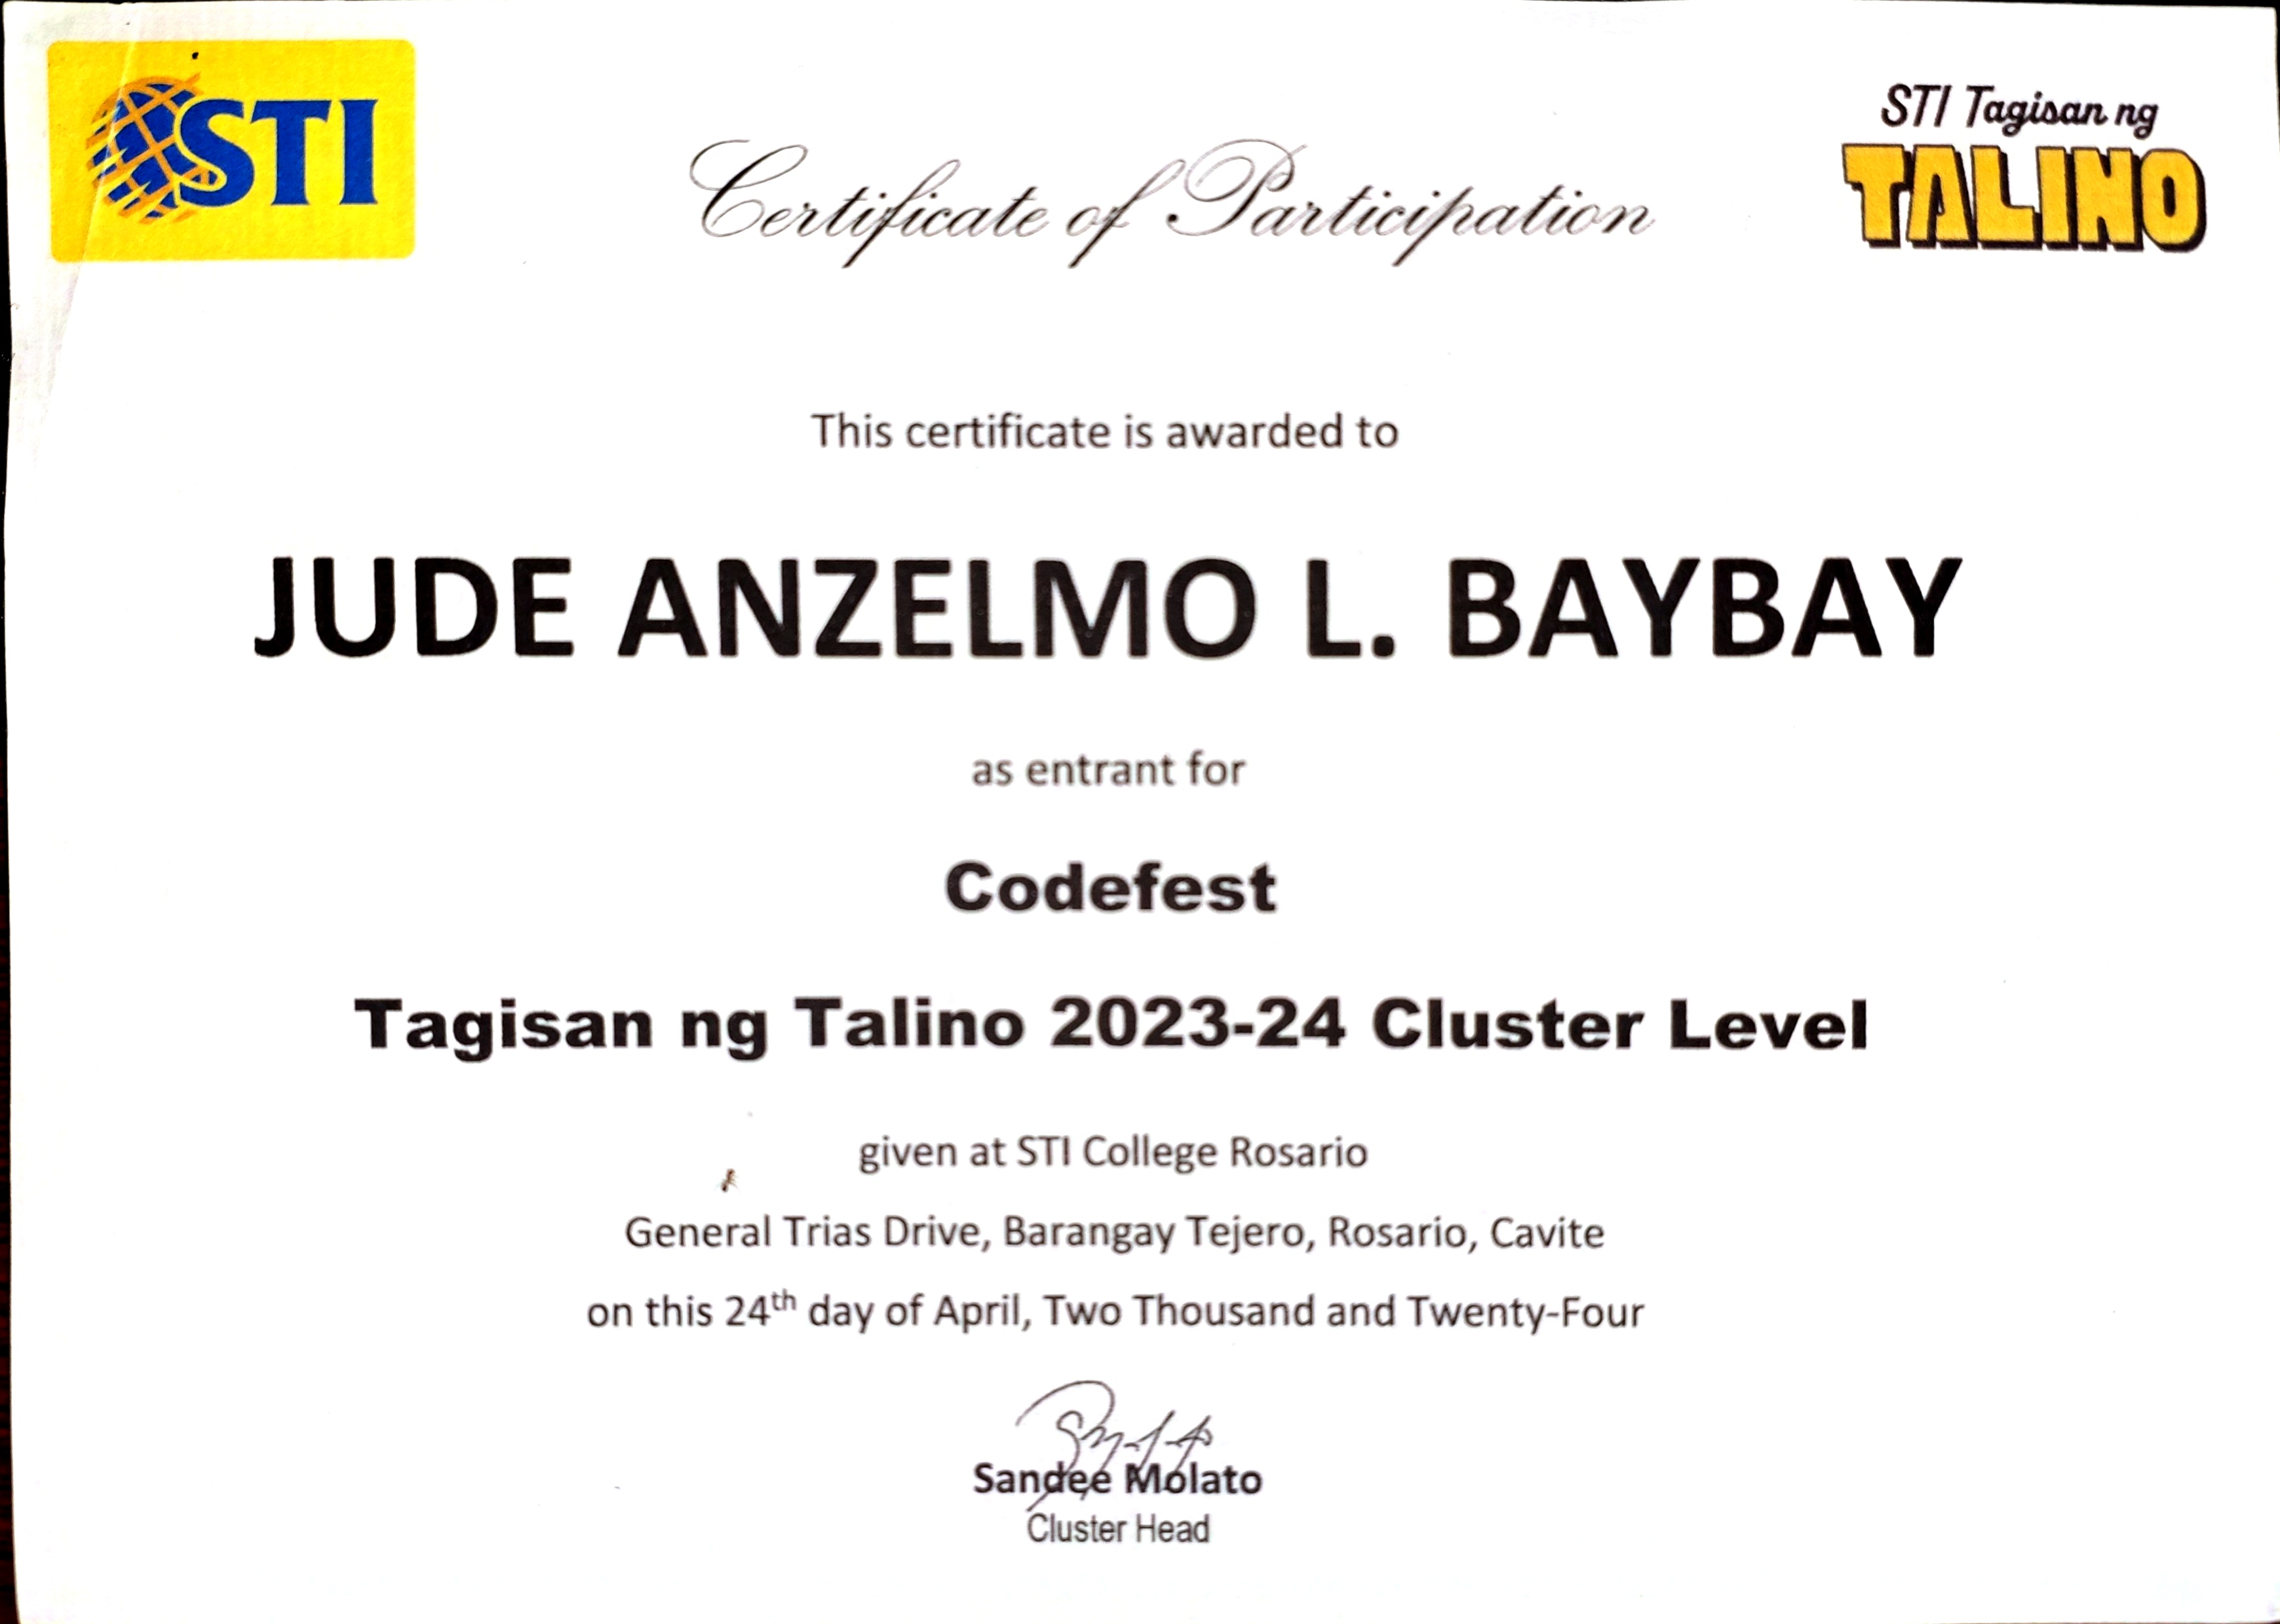 STI
STI Tagisan ng
TALINO
Certificate of Participation
This certificate is awarded to
JUDE ANZELMO L. BAYBAY
as entrant for
Codefest
Tagisan ng Talino 2023-24 Cluster Level
given at STI College Rosario
General Trias Drive, Barangay Tejero, Rosario, Cavite
on this 24th day of April, Two Thousand and Twenty-Four
Sandee Molato
Cluster Head